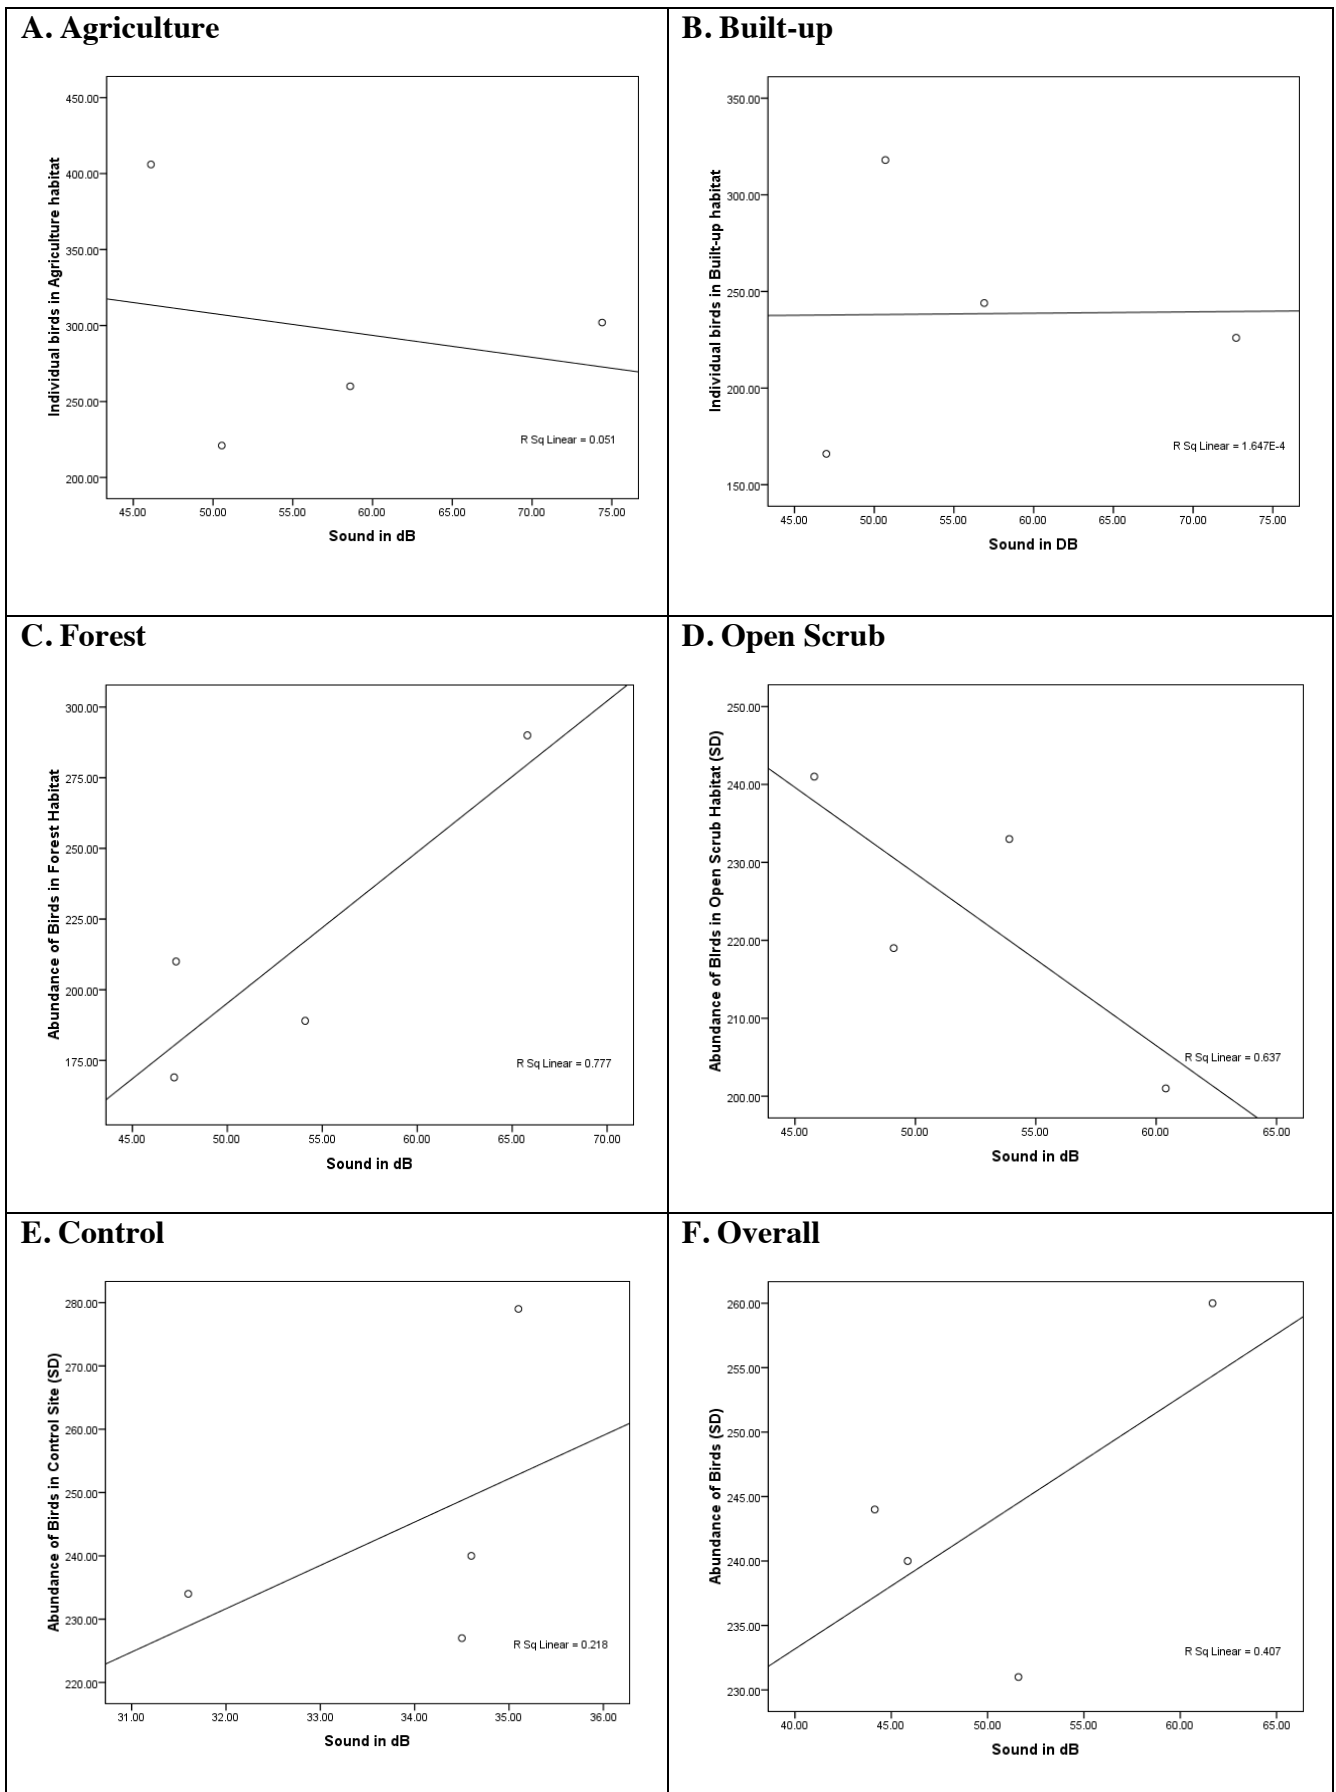 A. Agriculture
450.00
400.00
350.00
300.00
250.00
200.00
Individual birds in Agriculture habitat
R Sq Linear = 0.051
45.00 50.00 55.00 60.00 65.00 70.00 75.00
Sound in dB
B. Built-up
350.00
300.00
250.00
200.00
150.00
Individual birds in Built-up habitat
R Sq Linear = 1.647E-4
45.00 50.00 55.00 60.00 65.00 70.00 75.00
Sound in DB
C. Forest
300.00
275.00
250.00
225.00
200.00
175.00
Abundance of Birds in Forest Habitat
R Sq Linear = 0.777
45.00 50.00 55.00 60.00 65.00 70.00
Sound in dB
D. Open Scrub
250.00
240.00
230.00
220.00
210.00
200.00
Abundance of Birds in Open Scrub Habitat (SD)
R Sq Linear = 0.637
45.00 50.00 55.00 60.00 65.00
Sound in dB
E. Control
280.00
270.00
260.00
250.00
240.00
230.00
220.00
Abundance of Birds in Control Site (SD)
R Sq Linear = 0.218
31.00 32.00 33.00 34.00 35.00 36.00
Sound in dB
F. Overall
260.00
255.00
250.00
245.00
240.00
235.00
230.00
Abundance of Birds (SD)
R Sq Linear = 0.407
40.00 45.00 50.00 55.00 60.00 65.00
Sound in dB